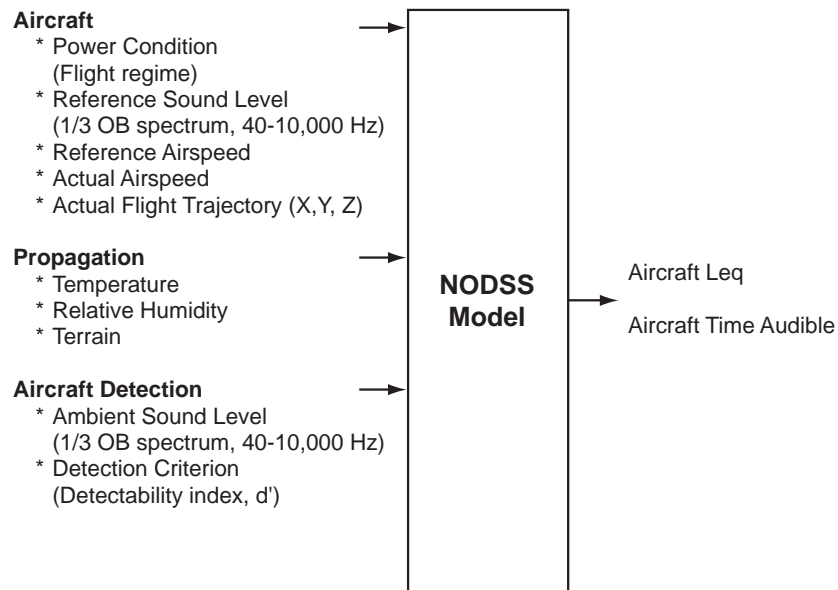 Aircraft
* Power Condition
(Flight regime)
* Reference Sound Level
(1/3 OB spectrum, 40-10,000 Hz)
* Reference Airspeed
* Actual Airspeed
* Actual Flight Trajectory (X,Y, Z)
Propagation
* Temperature
* Relative Humidity
* Terrain
Aircraft Detection
* Ambient Sound Level
(1/3 OB spectrum, 40-10,000 Hz)
* Detection Criterion
(Detectability index, d')
NODSS
Model
Aircraft Leq
Aircraft Time Audible